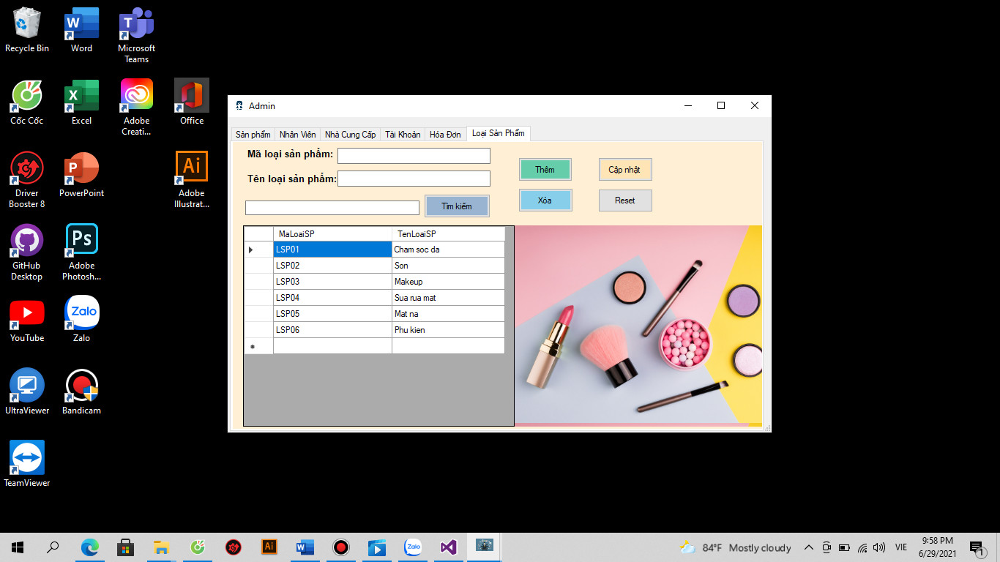 Recycle Bin
Word
Microsoft
Teams
Cốc Cốc
Excel
Adobe
Creati...
Office
Driver
Booster 8
PowerPoint
Adobe
Illustrat...
GitHub
Desktop
Adobe
Photosh...
YouTube
Zalo
UltraViewer
Bandicam
TeamViewer
Admin
Sản phẩm Nhân Viên Nhà Cung Cấp Tài Khoản Hóa Đơn Loại Sản Phẩm
Mã loại sản phẩm:
Tên loại sản phẩm:
Thêm Cập nhật
Tìm kiếm Xóa Reset
MaLoaiSP TenLoaiSP
LSP01 Cham soc da
LSP02 Son
LSP03 Makeup
LSP04 Sua rua mat
LSP05 Mat na
LSP06 Phu kien
84°F Mostly cloudy
VIE
9:58 PM
6/29/2021
1
W
T
X
P
Ai
Ps
Zalo
Ai
W
Zalo